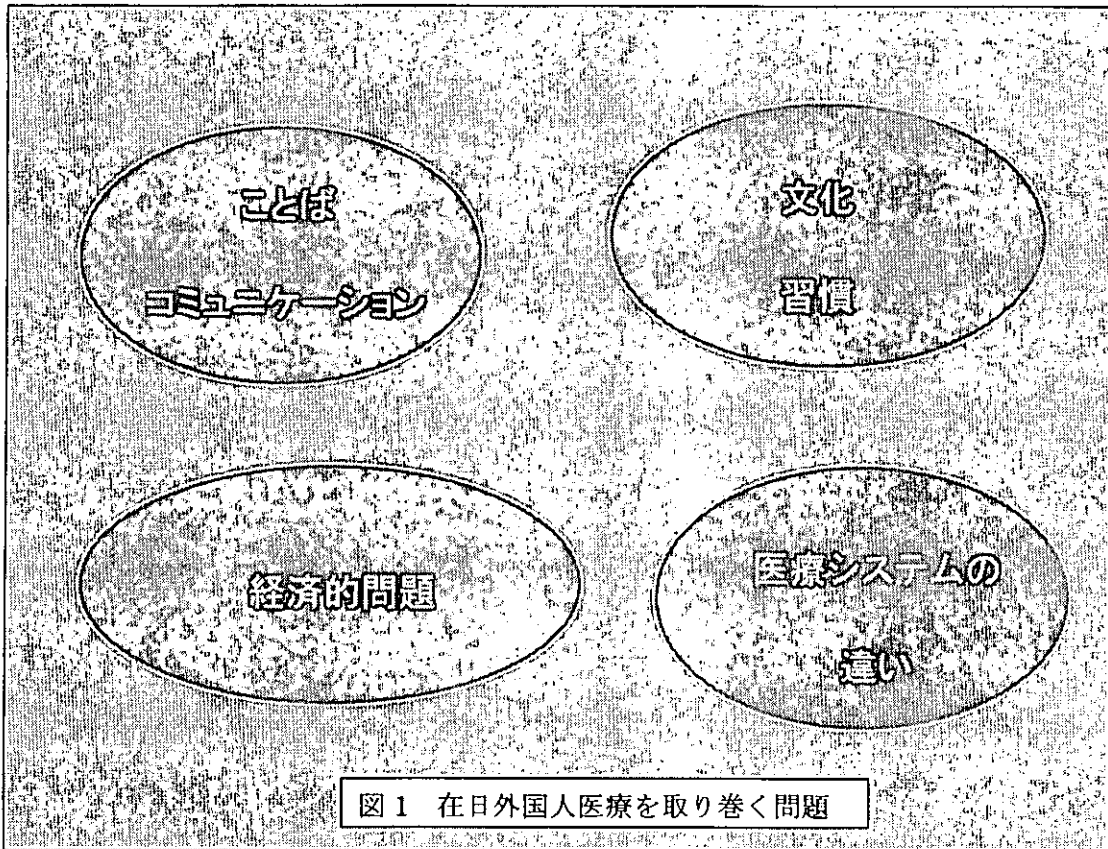 ことば
コミュニケーション
文化
習慣
経済的問題
医療システムの
違い
図1 在日外国人医療を取り巻く問題